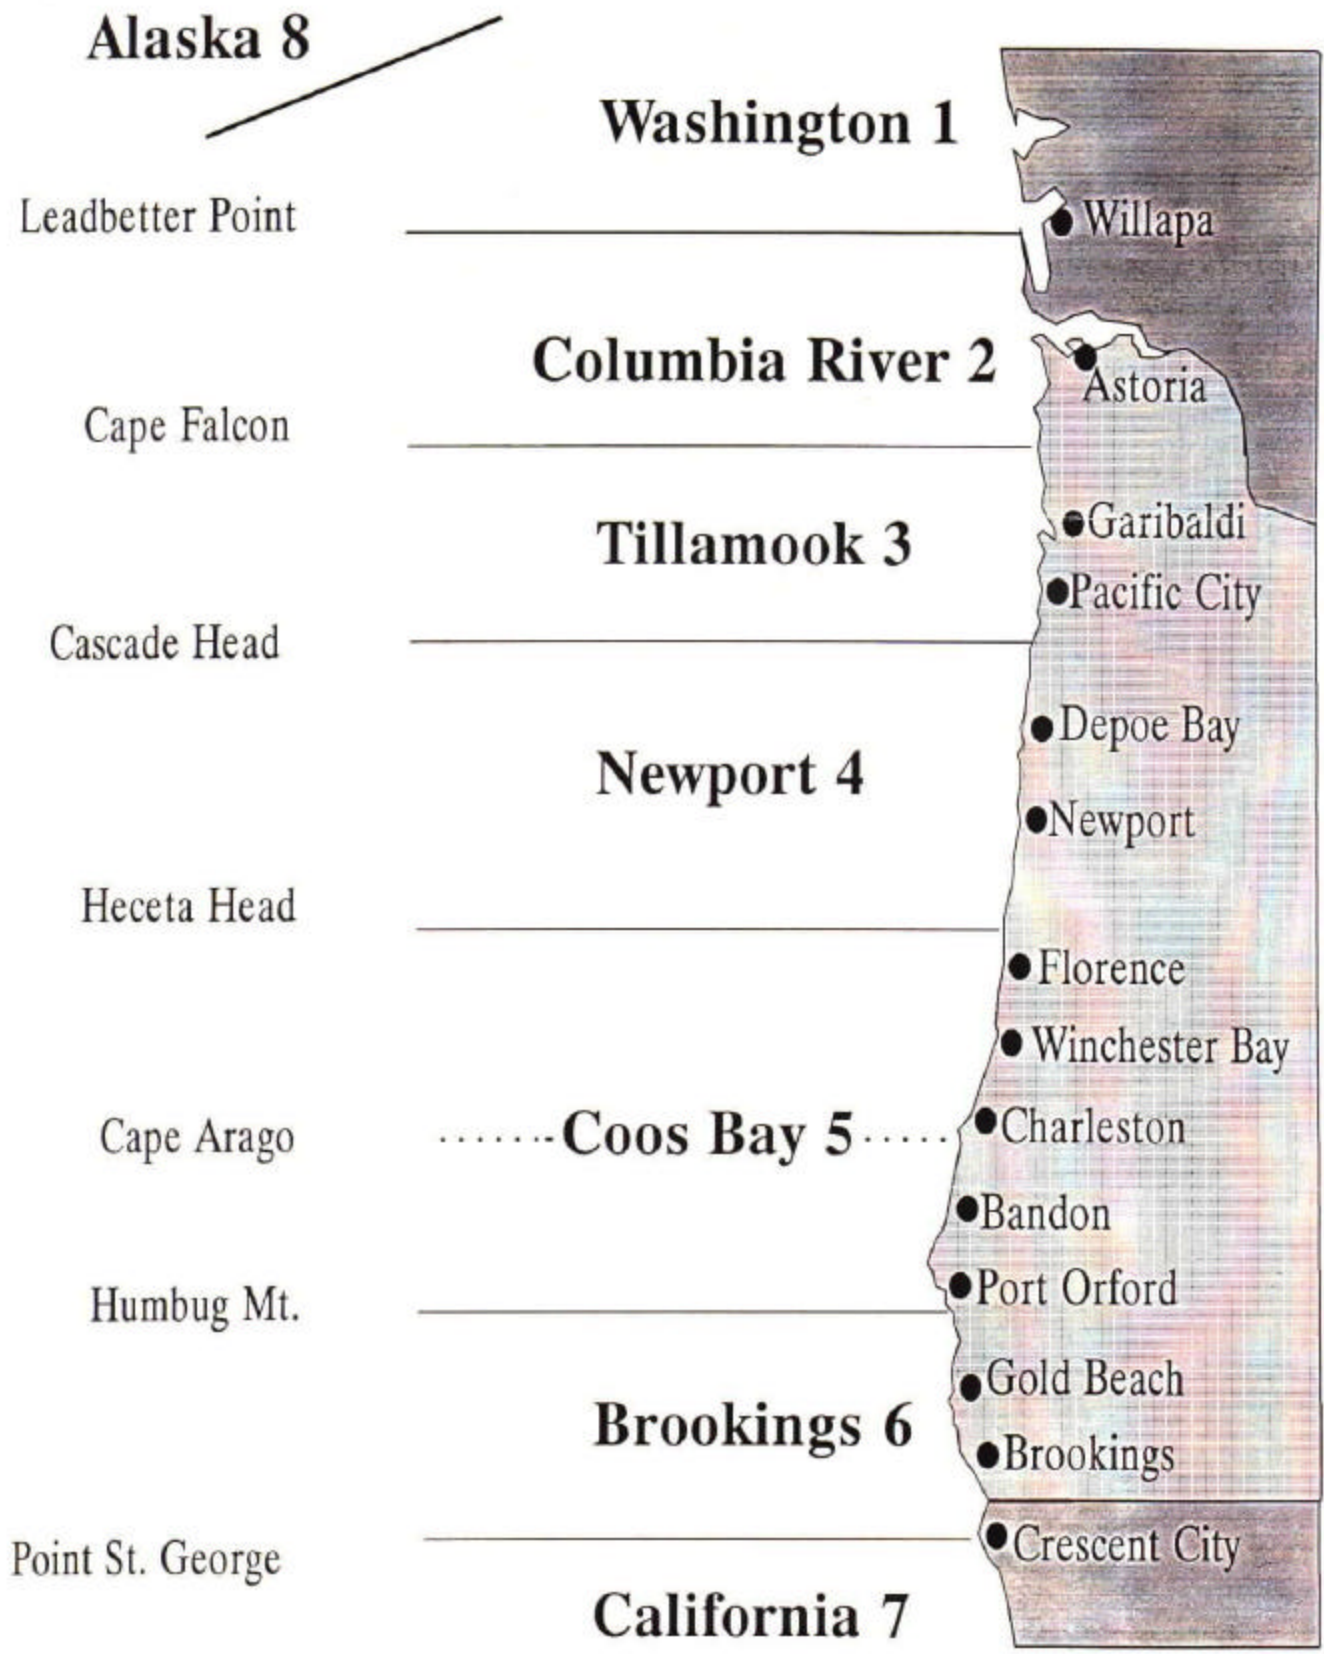 Alaska 8
Washington 1
Leadbetter Point
Willapa
Columbia River 2
Astoria
Cape Falcon
Garibaldi
Tillamook 3
Pacific City
Cascade Head
Depoe Bay
Newport 4
Newport
Heceta Head
Florence
Winchester Bay
Cape Arago
Coos Bay 5
Charleston
Bandon
Port Orford
Humbug Mt.
Gold Beach
Brookings 6
Brookings
Point St. George
Crescent City
California 7